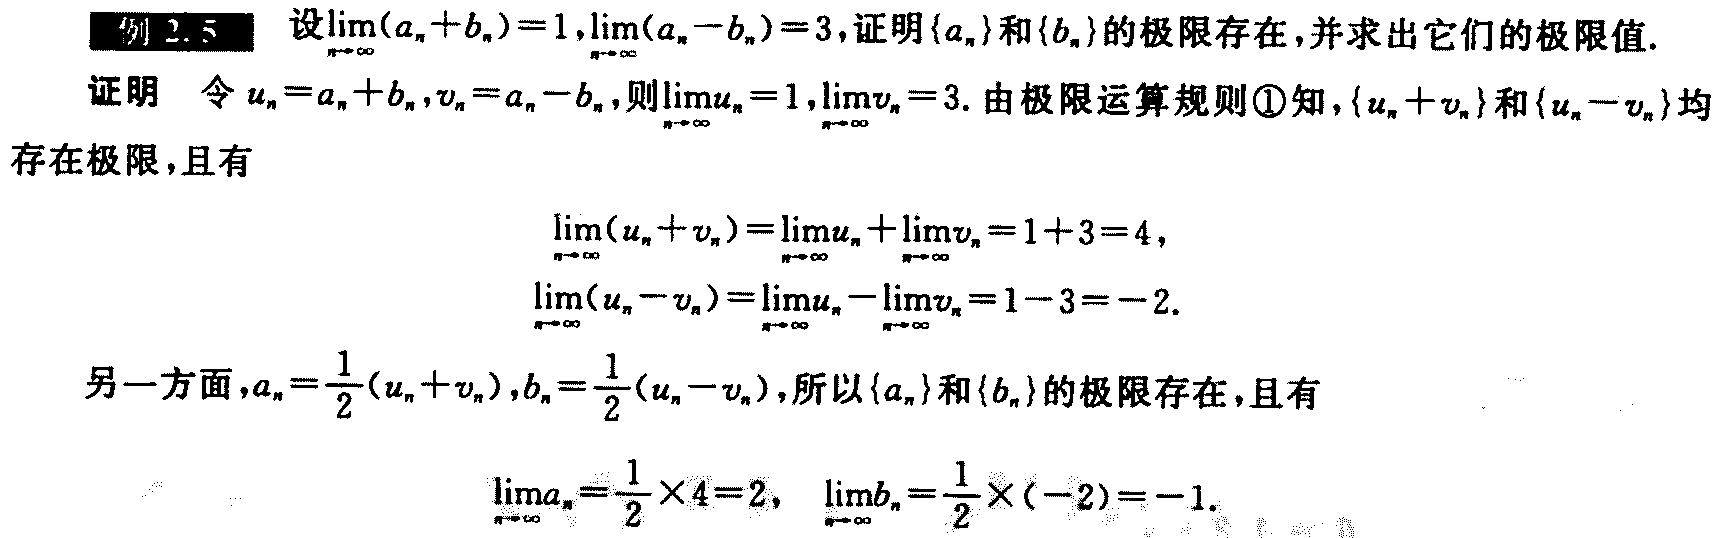 例 2.5 设lim(aₙ+bₙ)=1,lim(aₙ−bₙ)=3,证明{aₙ}和{bₙ}的极限存在,并求出它们的极限值.
n→∞ n→∞
证明 令 uₙ=aₙ+bₙ,vₙ=aₙ−bₙ,则lim uₙ=1,lim vₙ=3. 由极限运算规则①知,{uₙ+vₙ}和{uₙ−vₙ}均
n→∞ n→∞
存在极限,且有
lim(uₙ+vₙ)=lim uₙ+lim vₙ=1+3=4,
n→∞ n→∞ n→∞
lim(uₙ−vₙ)=lim uₙ−lim vₙ=1−3=−2.
n→∞ n→∞ n→∞
另一方面,aₙ=1/2(uₙ+vₙ),bₙ=1/2(uₙ−vₙ),所以{aₙ}和{bₙ}的极限存在,且有
lim aₙ=1/2×4=2, lim bₙ=1/2×(−2)=−1.
n→∞ n→∞